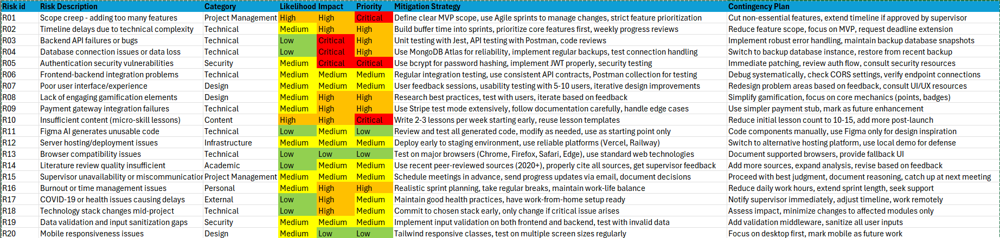 Risk id Risk Description Category Likelihood Impact Priority Mitigation Strategy Contingency Plan
R01 Scope creep - adding too many features Project Management High High Critical Define clear MVP scope, use Agile sprints to manage changes, strict feature prioritization Cut non-essential features, extend timeline if approved by supervisor
R02 Timeline delays due to technical complexity Technical Medium High High Build buffer time into sprints, prioritize core features first, weekly progress reviews Reduce feature scope, focus on MVP, request deadline extension
R03 Backend API failures or bugs Technical Low Critical High Unit testing with Jest, API testing with Postman, code reviews Implement robust error handling, maintain backup database snapshots
R04 Database connection issues or data loss Technical Low Critical High Use MongoDB Atlas for reliability, implement regular backups, test connection handling Switch to backup database instance, restore from recent backup
R05 Authentication security vulnerabilities Security Medium Critical Critical Use bcrypt for password hashing, implement JWT properly, security testing Immediate patching, review auth flow, consult security resources
R06 Frontend-backend integration problems Technical Medium Medium Medium Regular integration testing, use consistent API contracts, Postman collection for testing Debug systematically, check CORS settings, verify endpoint connections
R07 Poor user interface/experience Design Medium Medium Medium User feedback sessions, usability testing with 5-10 users, iterative design improvements Redesign problem areas based on feedback, consult UI/UX resources
R08 Lack of engaging gamification elements Design Medium High High Research best practices, test with users, iterate based on feedback Simplify gamification, focus on core mechanics (points, badges)
R09 Payment gateway integration failures Technical Medium High High Use Stripe test mode extensively, follow documentation carefully, handle edge cases Use simpler payment stub, mark as future enhancement
R10 Insufficient content (micro-skill lessons) Content High High Critical Write 2-3 lessons per week starting early, reuse lesson templates Reduce initial lesson count to 10-15, add more post-launch
R11 Figma AI generates unusable code Technical Low Medium Low Review and test all generated code, modify as needed, use as starting point only Code components manually, use Figma only for design inspiration
R12 Server hosting/deployment issues Infrastructure Medium Medium Medium Deploy early to staging environment, use reliable platforms (Vercel, Railway) Switch to alternative hosting platform, use local demo for defense
R13 Browser compatibility issues Technical Low Low Low Test on major browsers (Chrome, Firefox, Safari, Edge), use standard web technologies Document supported browsers, provide fallback UI
R14 Literature review quality insufficient Academic Low Medium Medium Use recent peer-reviewed sources (2020+), properly cite all sources, get supervisor feedback Add more sources, expand analysis, revise based on feedback
R15 Supervisor unavailability or miscommunication Project Management Medium Medium Medium Schedule meetings in advance, send progress updates via email, document decisions Proceed with best judgment, document reasoning, catch up at next meeting
R16 Burnout or time management issues Personal Medium High High Realistic sprint planning, take regular breaks, maintain work-life balance Reduce daily work hours, extend sprint length, seek support
R17 COVID-19 or health issues causing delays External Low High Medium Maintain good health practices, have work-from-home setup ready Notify supervisor immediately, adjust timeline, work remotely
R18 Technology stack changes mid-project Technical Low High Medium Commit to chosen stack early, only change if critical issue arises Assess impact, minimize changes to affected modules only
R19 Data validation and input sanitization gaps Security Medium Medium Medium Implement input validation on both frontend and backend, test with invalid data Add validation middleware, sanitize all user inputs
R20 Mobile responsiveness issues Design Medium Low Low Tailwind responsive classes, test on multiple screen sizes regularly Focus on desktop first, mark mobile as future work